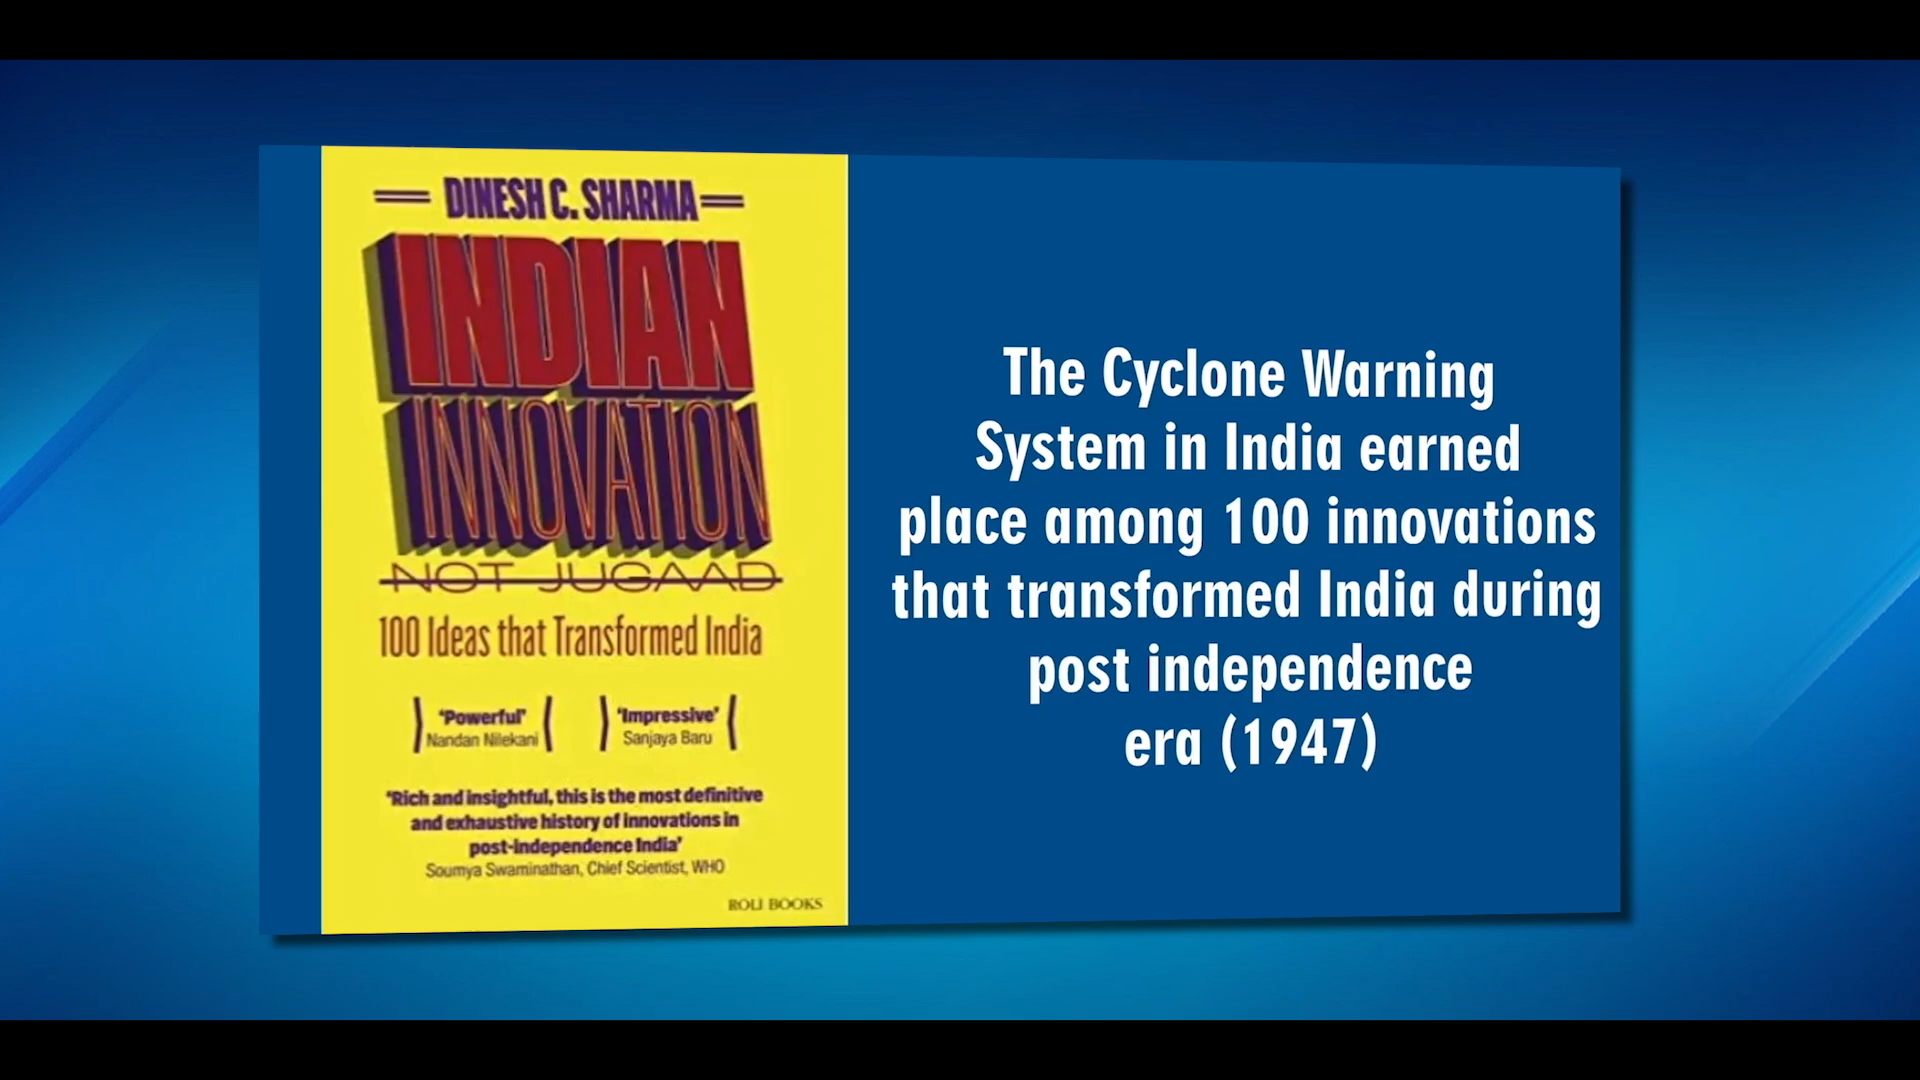 DINESH C. SHARMA
INDIAN
INNOVATION
NOT JUGAAD
100 Ideas that Transformed India
'Powerful'
Nandan Nilekani
'Impressive'
Sanjaya Baru
'Rich and insightful, this is the most definitive
and exhaustive history of innovations in
post-independence India'
Soumya Swaminathan, Chief Scientist, WHO
ROLI BOOKS
The Cyclone Warning
System in India earned
place among 100 innovations
that transformed India during
post independence
era (1947)